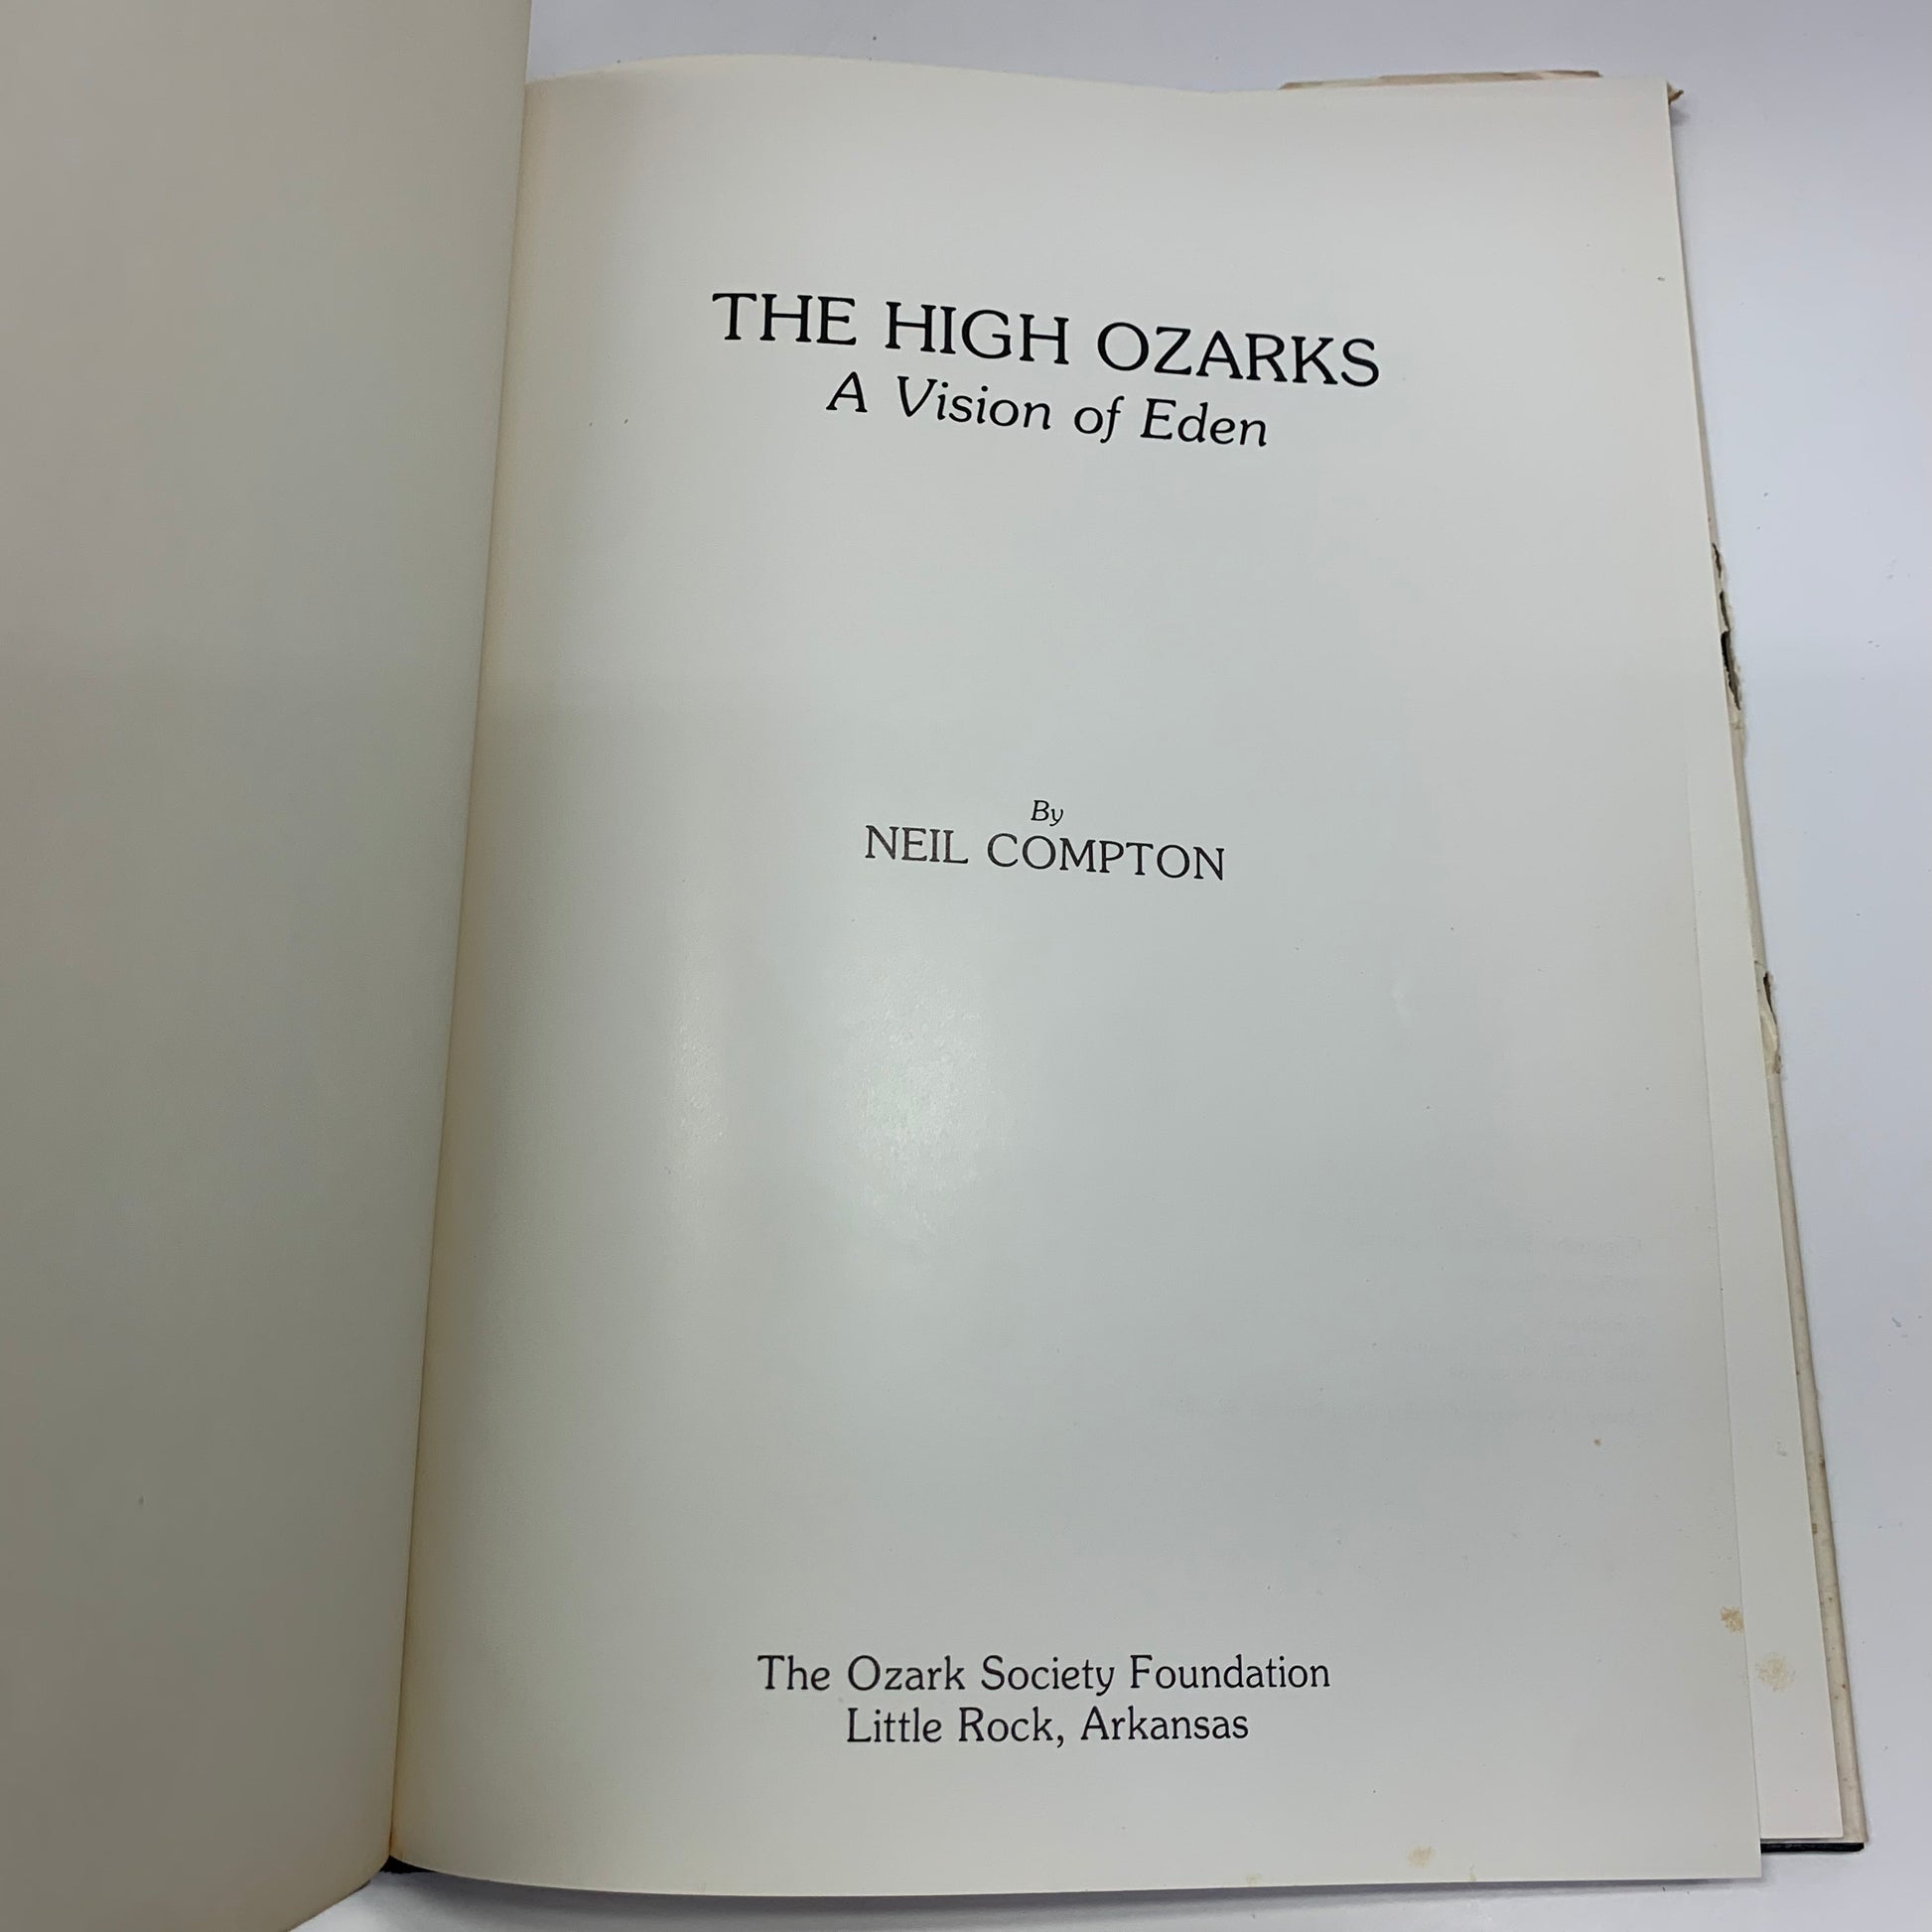 THE HIGH OZARKS
A Vision of Eden
By
NEIL COMPTON
The Ozark Society Foundation
Little Rock, Arkansas